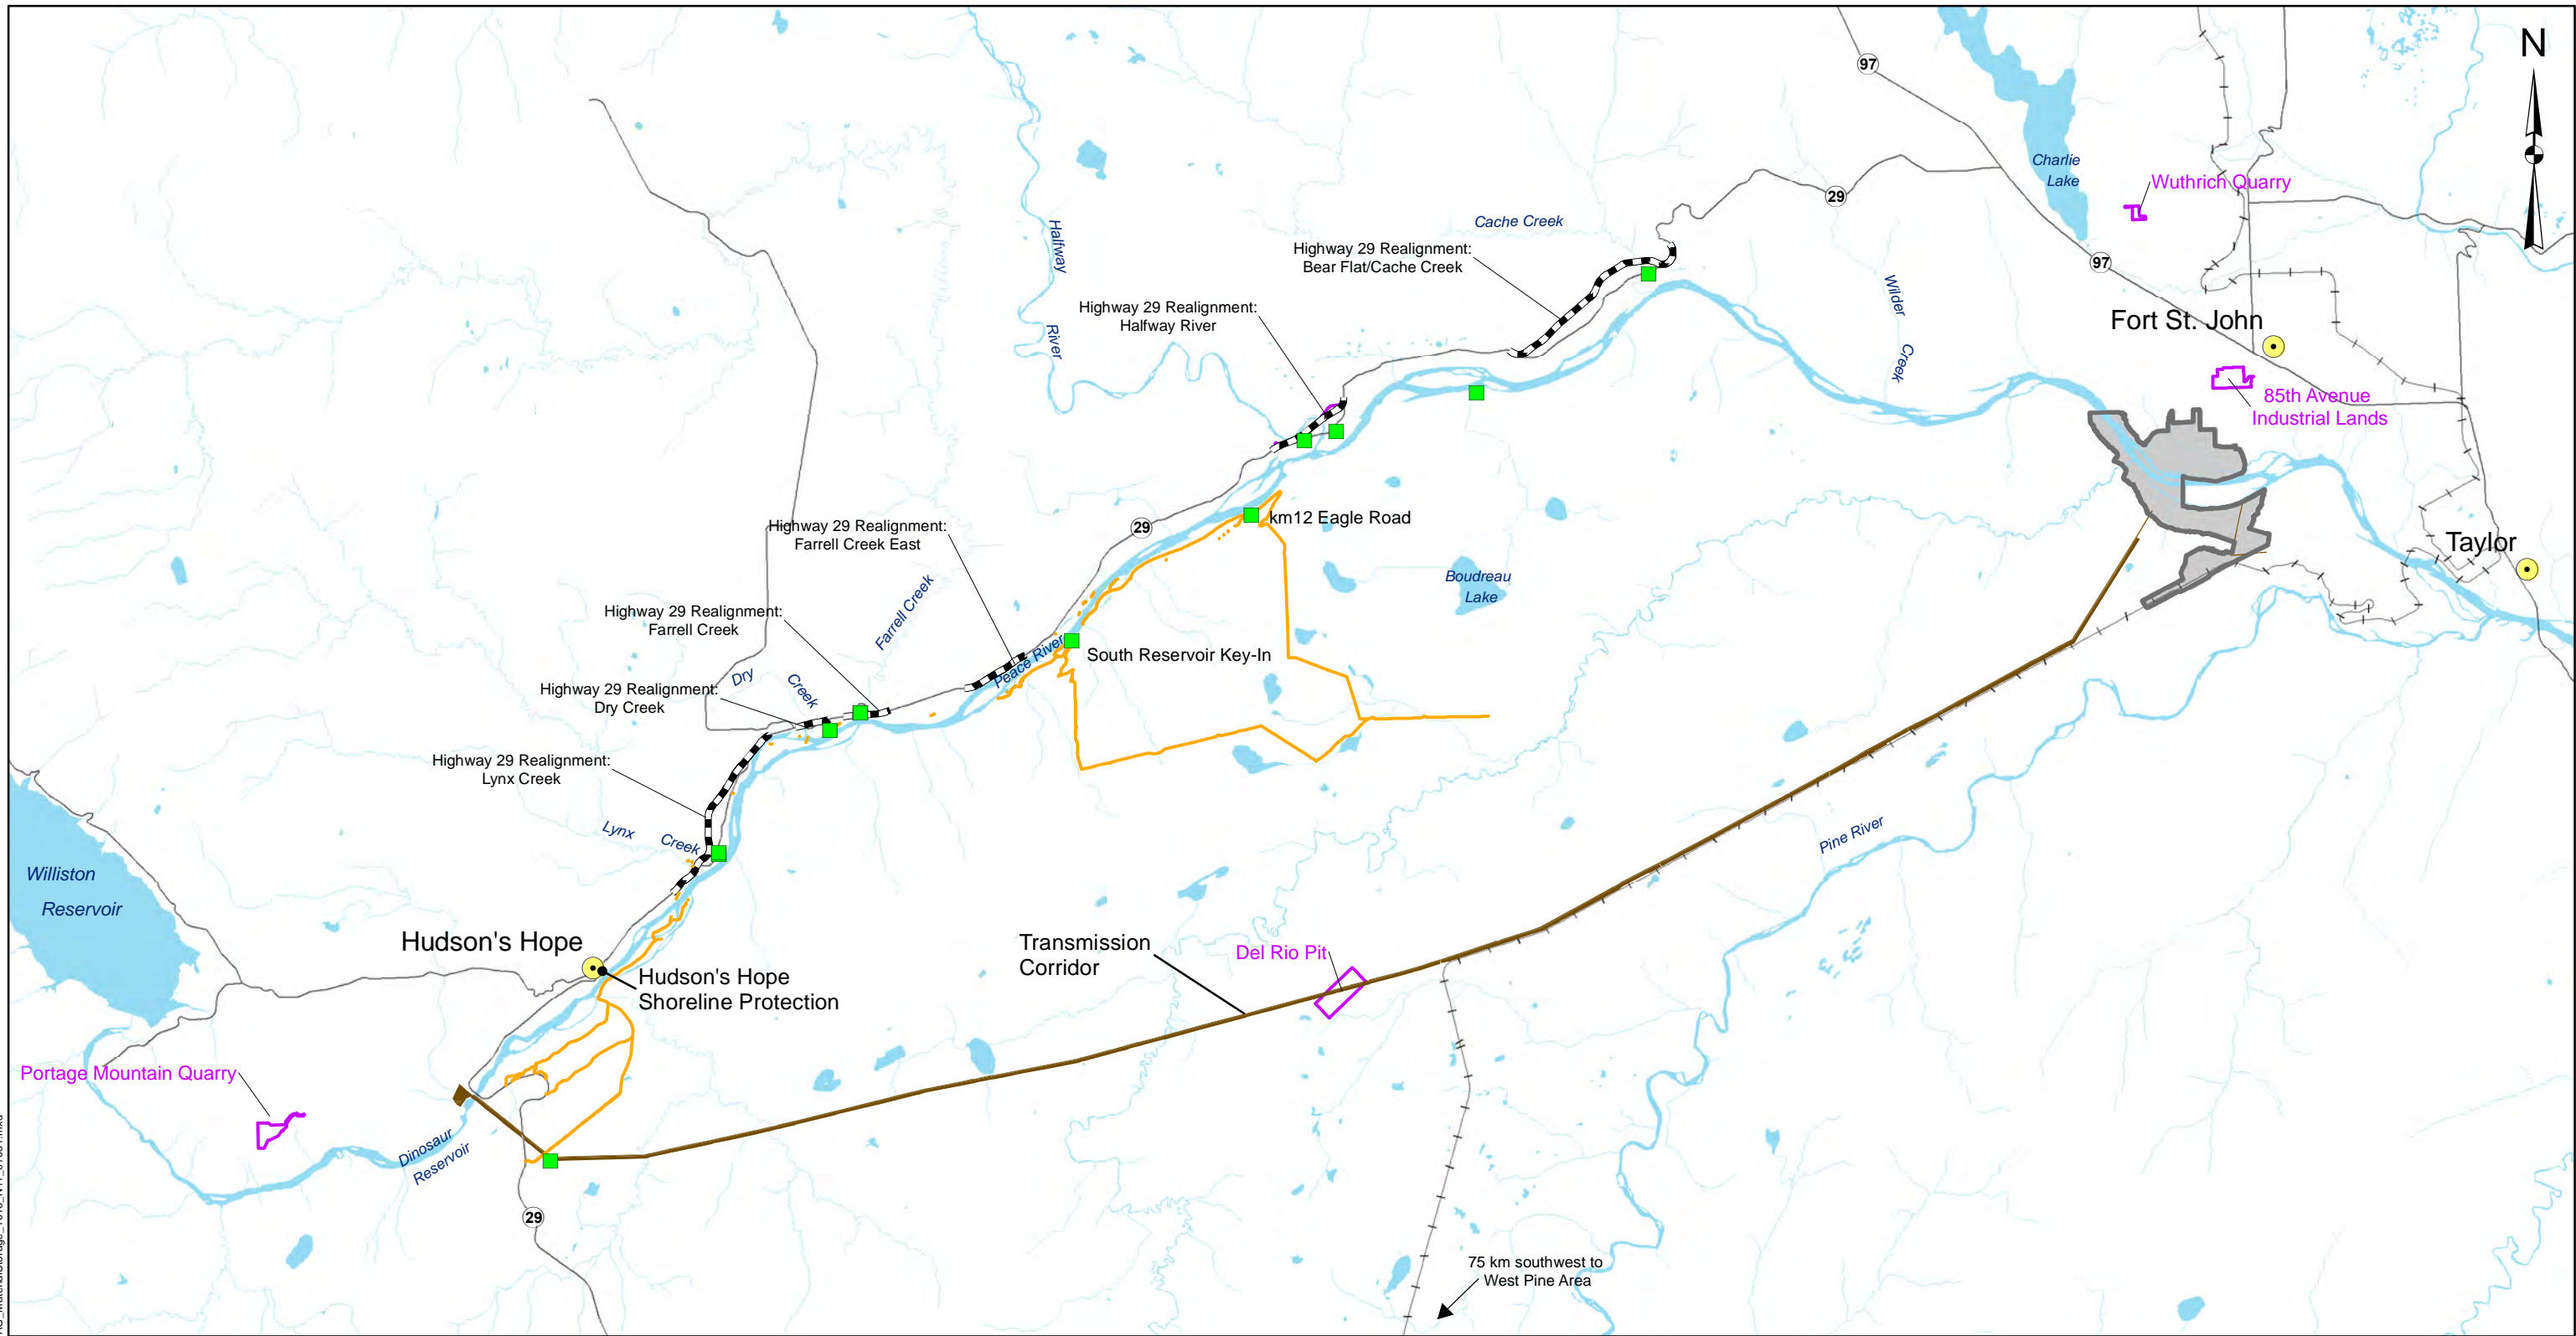 N
97
Charlie
Lake
Wuthrich Quarry
29
Cache Creek
Highway 29 Realignment:
Bear Flat/Cache Creek
Halfway
River
97
Wilder
Creek
Highway 29 Realignment:
Halfway River
Fort St. John
85th Avenue
Industrial Lands
km12 Eagle Road
29
Highway 29 Realignment:
Farrell Creek East
Taylor
Boudreau
Lake
Farrell Creek
Highway 29 Realignment:
Farrell Creek
Peace River
South Reservoir Key-In
Dry
Creek
Highway 29 Realignment:
Dry Creek
Highway 29 Realignment:
Lynx Creek
Lynx
Creek
Pine River
Williston
Reservoir
Hudson's Hope
Transmission
Corridor
Del Rio Pit
Hudson's Hope
Shoreline Protection
Portage Mountain Quarry
Dinosaur
Reservoir
29
75 km southwest to
West Pine Area